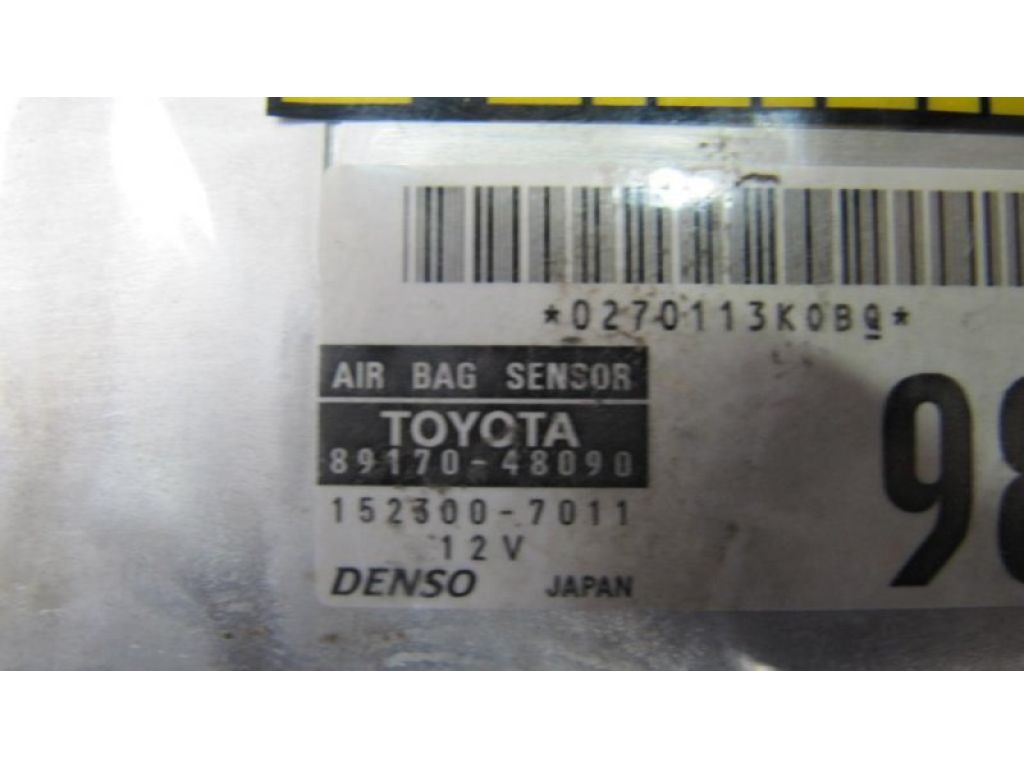 *0270113K0BQ*
AIR BAG SENSOR
TOYOTA
89170-48090
152300-7011
12V
DENSO JAPAN
98